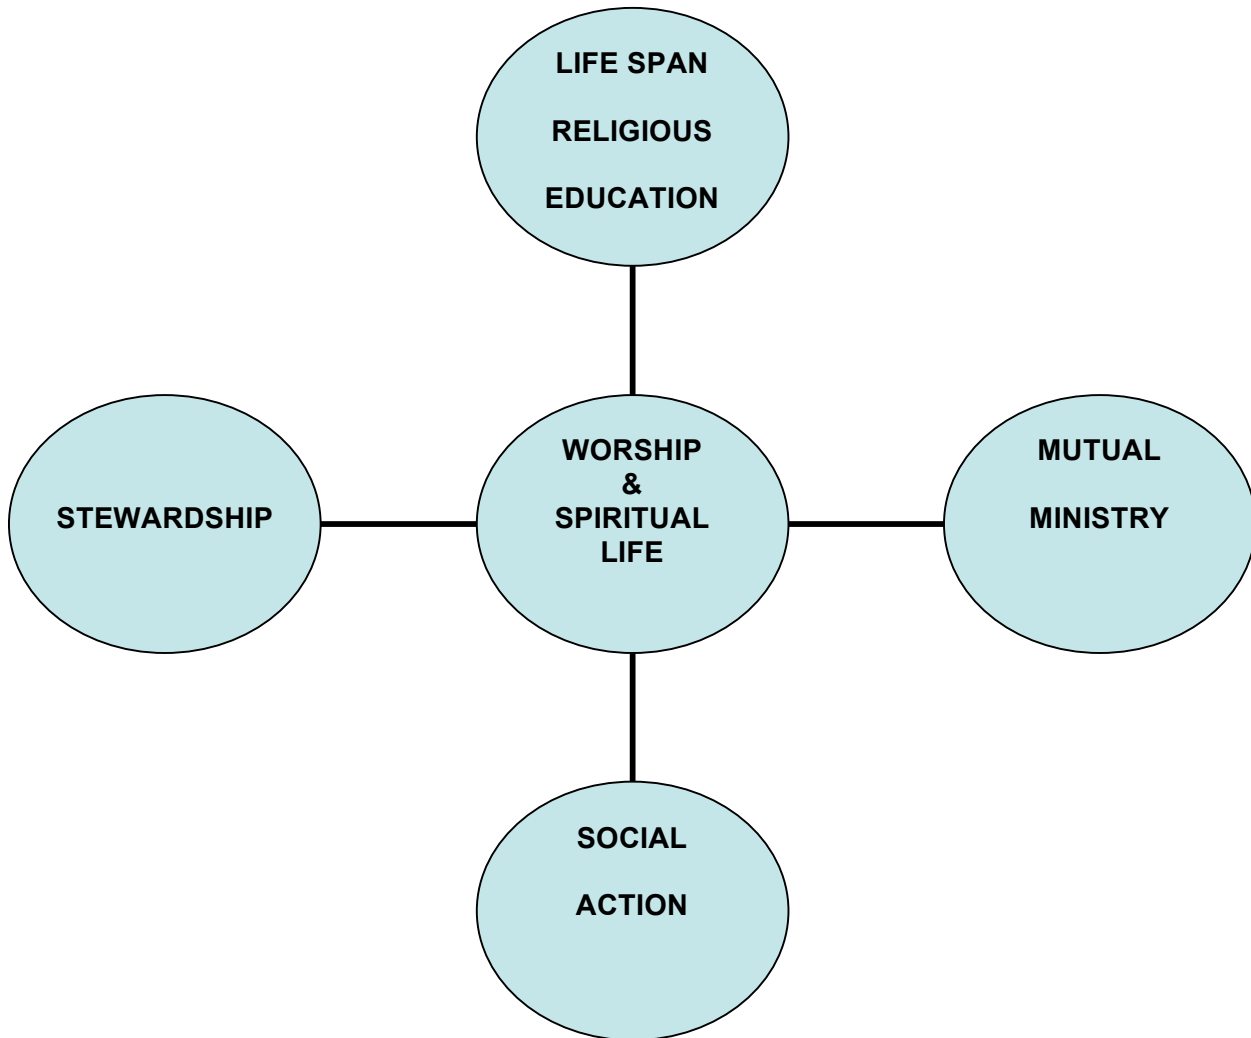 LIFE SPAN
RELIGIOUS
EDUCATION
STEWARDSHIP
WORSHIP
&
SPIRITUAL
LIFE
MUTUAL
MINISTRY
SOCIAL
ACTION